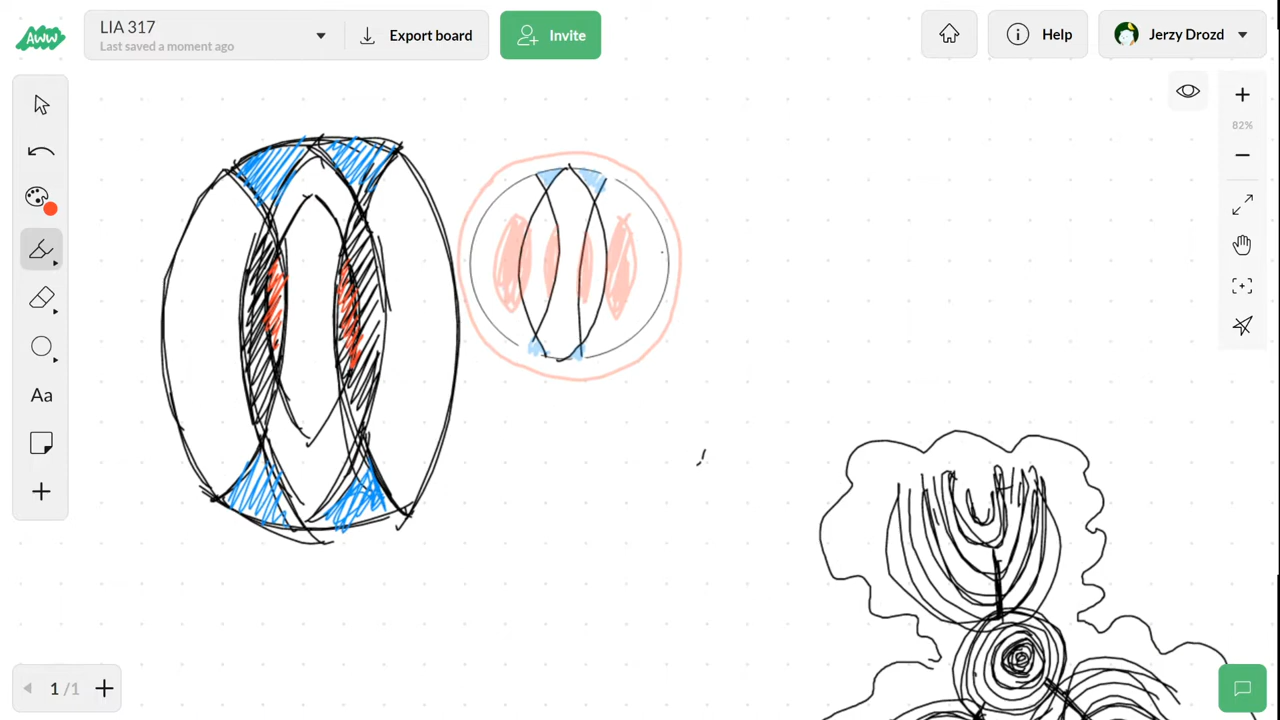 AWW
LIA 317
Last saved a moment ago
Export board
Invite
Help
Jerzy Drozd
82%
Aa
1 /1